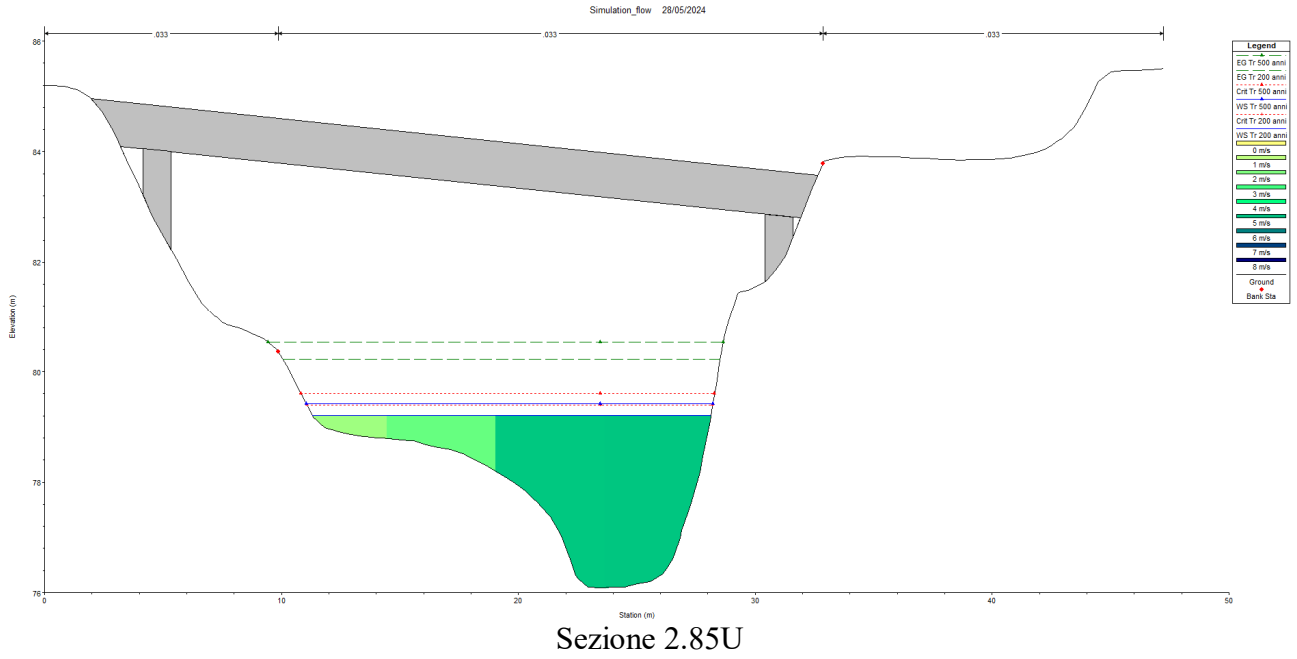 Simulation_flow 28/05/2024
.033 .033 .033
Legend
EG Tr 500 anni
EG Tr 200 anni
Crit Tr 500 anni
WS Tr 500 anni
Crit Tr 200 anni
WS Tr 200 anni
0 m/s
1 m/s
2 m/s
3 m/s
4 m/s
5 m/s
6 m/s
7 m/s
8 m/s
Ground
Bank Sta
86
84
82
80
78
76
Elevation (m)
0 10 20 30 40 50
Station (m)
Sezione 2.85U